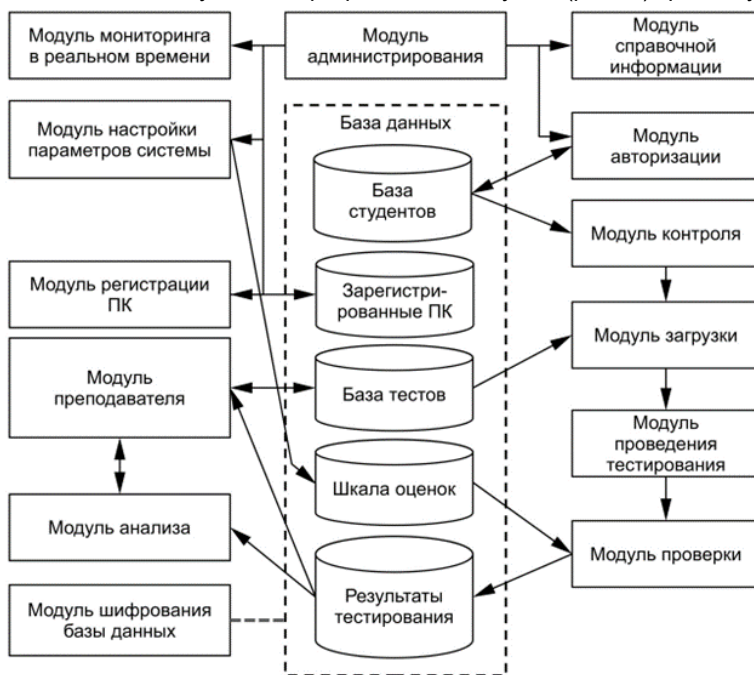 Модуль мониторинга
в реальном времени
Модуль
администрирования
Модуль
справочной
информации
Модуль настройки
параметров системы
База данных
Модуль
авторизации
База
студентов
Модуль контроля
Модуль регистрации
ПК
Зарегистри-
рованные ПК
Модуль загрузки
Модуль
преподавателя
База тестов
Модуль
проведения
тестирования
Шкала оценок
Модуль анализа
Модуль проверки
Результаты
тестирования
Модуль шифрования
базы данных